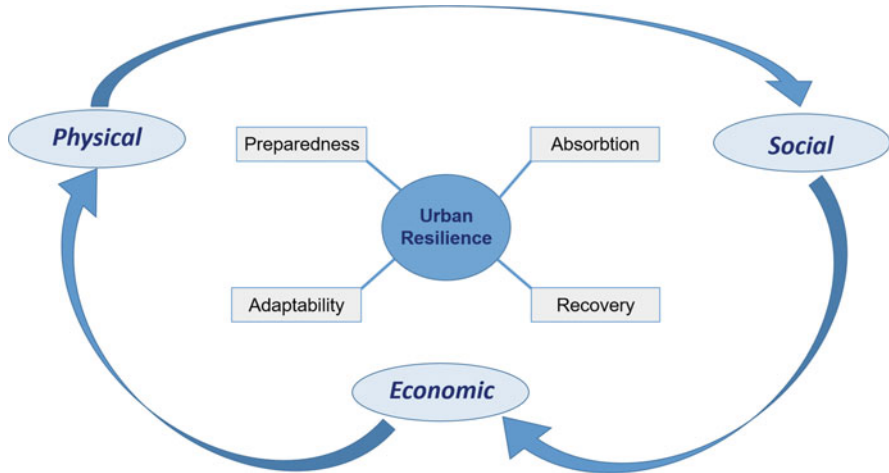 Physical
Preparedness
Absorbtion
Social
Urban
Resilience
Adaptability
Recovery
Economic